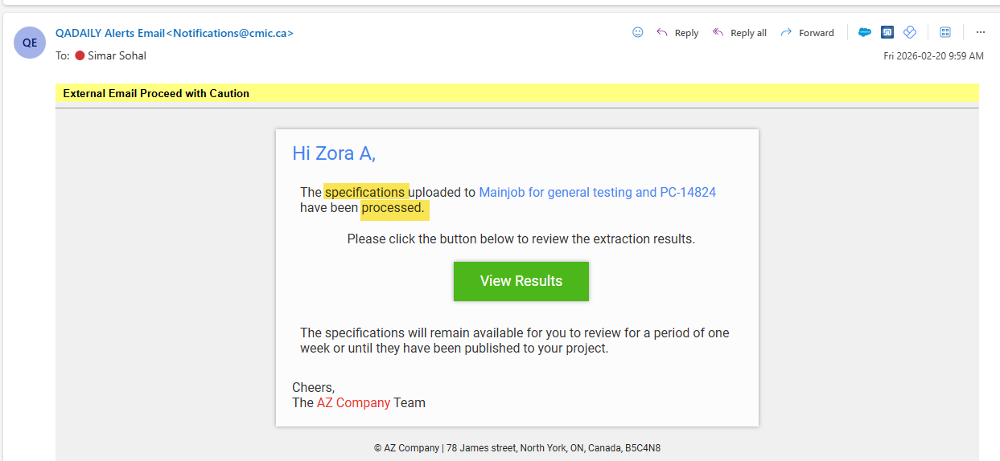 QE
QADAILY Alerts Email<Notifications@cmic.ca>
Reply
Reply all
Forward
To: Simar Sohal
Fri 2026-02-20 9:59 AM
External Email Proceed with Caution
Hi Zora A,
The specifications uploaded to Mainjob for general testing and PC-14824
have been processed.
Please click the button below to review the extraction results.
View Results
The specifications will remain available for you to review for a period of one
week or until they have been published to your project.
Cheers,
The AZ Company Team
© AZ Company | 78 James street, North York, ON, Canada, B5C4N8